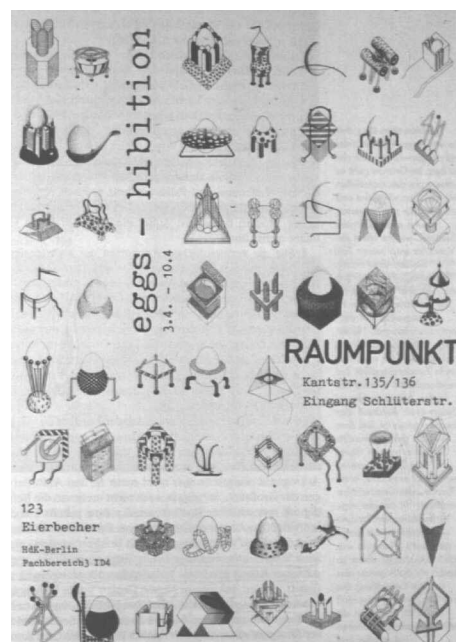 eggs - hibition
3.4. - 10.4
RAUMPUNKT
Kantstr. 135/136
Eingang Schlüterstr.
123
Eierbecher
HdK-Berlin
Fachbereich3 ID4